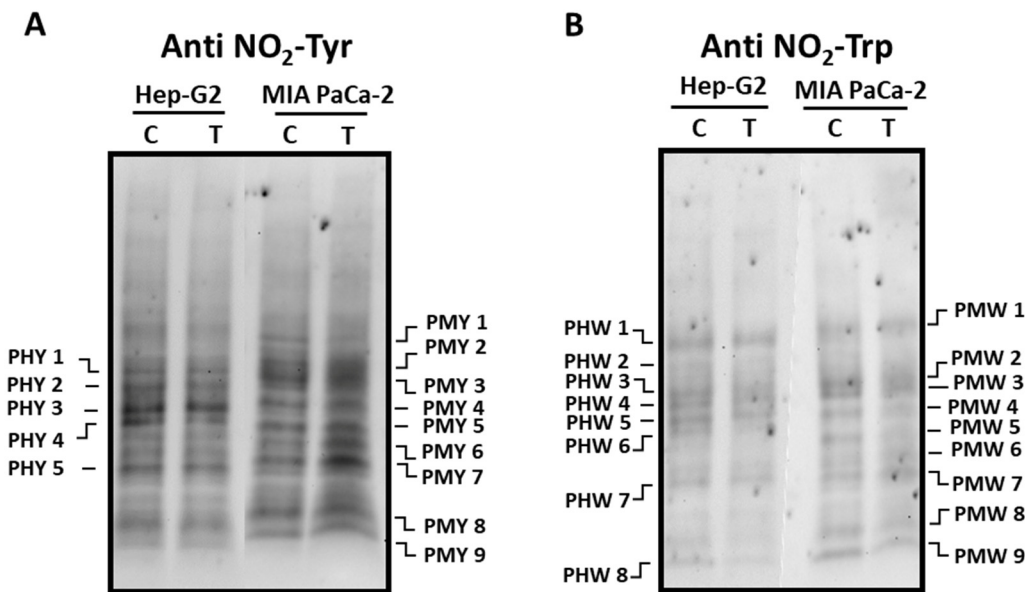 A
Anti NO₂-Tyr
Hep-G2 MIA PaCa-2
C T C T
PHY 1
PHY 2
PHY 3
PHY 4
PHY 5
PMY 1
PMY 2
PMY 3
PMY 4
PMY 5
PMY 6
PMY 7
PMY 8
PMY 9
B
Anti NO₂-Trp
Hep-G2 MIA PaCa-2
C T C T
PHW 1
PHW 2
PHW 3
PHW 4
PHW 5
PHW 6
PHW 7
PHW 8
PMW 1
PMW 2
PMW 3
PMW 4
PMW 5
PMW 6
PMW 7
PMW 8
PMW 9